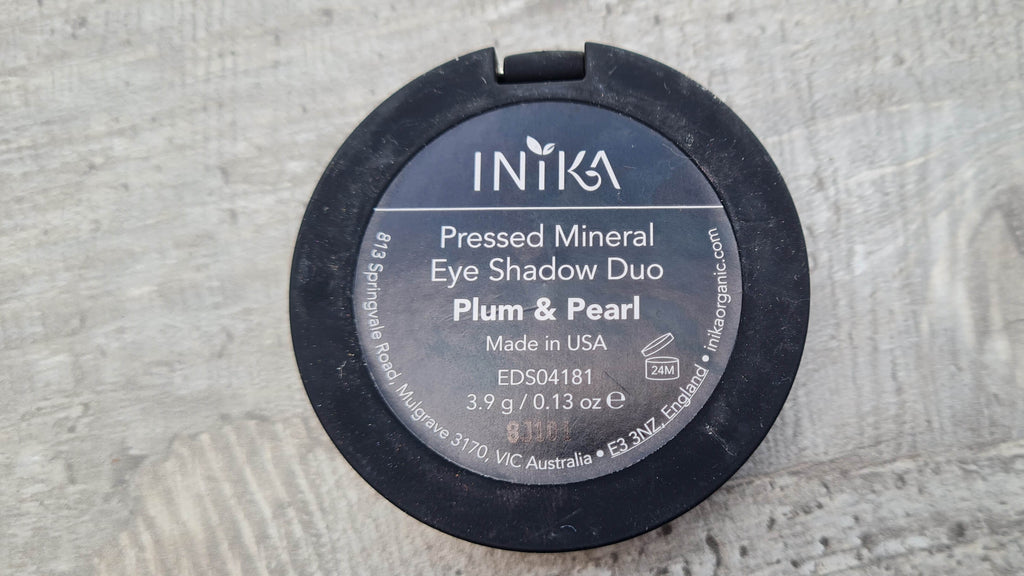 INIKA
Pressed Mineral
Eye Shadow Duo
Plum & Pearl
Made in USA
24M
EDS04181
3.9 g / 0.13 oz ℮
813 Springvale Road, Mulgrave 3170, VIC Australia • E3 3NZ, England • inikaorganic.com